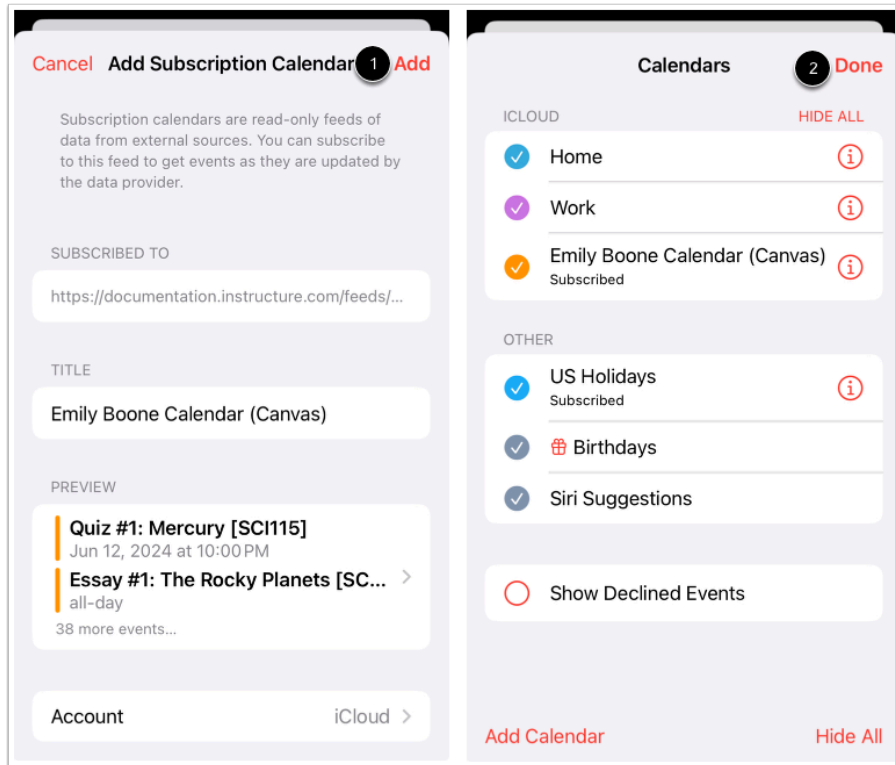 Cancel Add Subscription Calendar 1 Add
Subscription calendars are read-only feeds of
data from external sources. You can subscribe
to this feed to get events as they are updated by
the data provider.
SUBSCRIBED TO
https://documentation.instructure.com/feeds/...
TITLE
Emily Boone Calendar (Canvas)
PREVIEW
Quiz #1: Mercury [SCI115]
Jun 12, 2024 at 10:00 PM
Essay #1: The Rocky Planets [SC...
all-day
38 more events...
Account iCloud
Calendars 2 Done
ICLOUD HIDE ALL
Home
Work
Emily Boone Calendar (Canvas)
Subscribed
OTHER
US Holidays
Subscribed
Birthdays
Siri Suggestions
Show Declined Events
Add Calendar Hide All